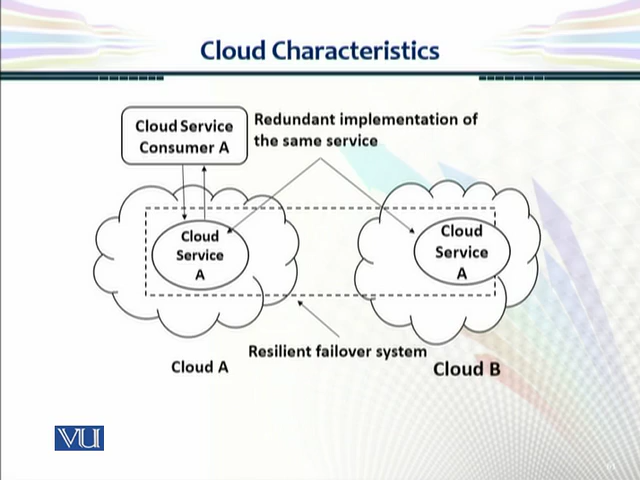 Cloud Characteristics
Cloud Service
Consumer A
Redundant implementation of
the same service
Cloud
Service
A
Cloud
Service
A
Resilient failover system
Cloud A
Cloud B
VU